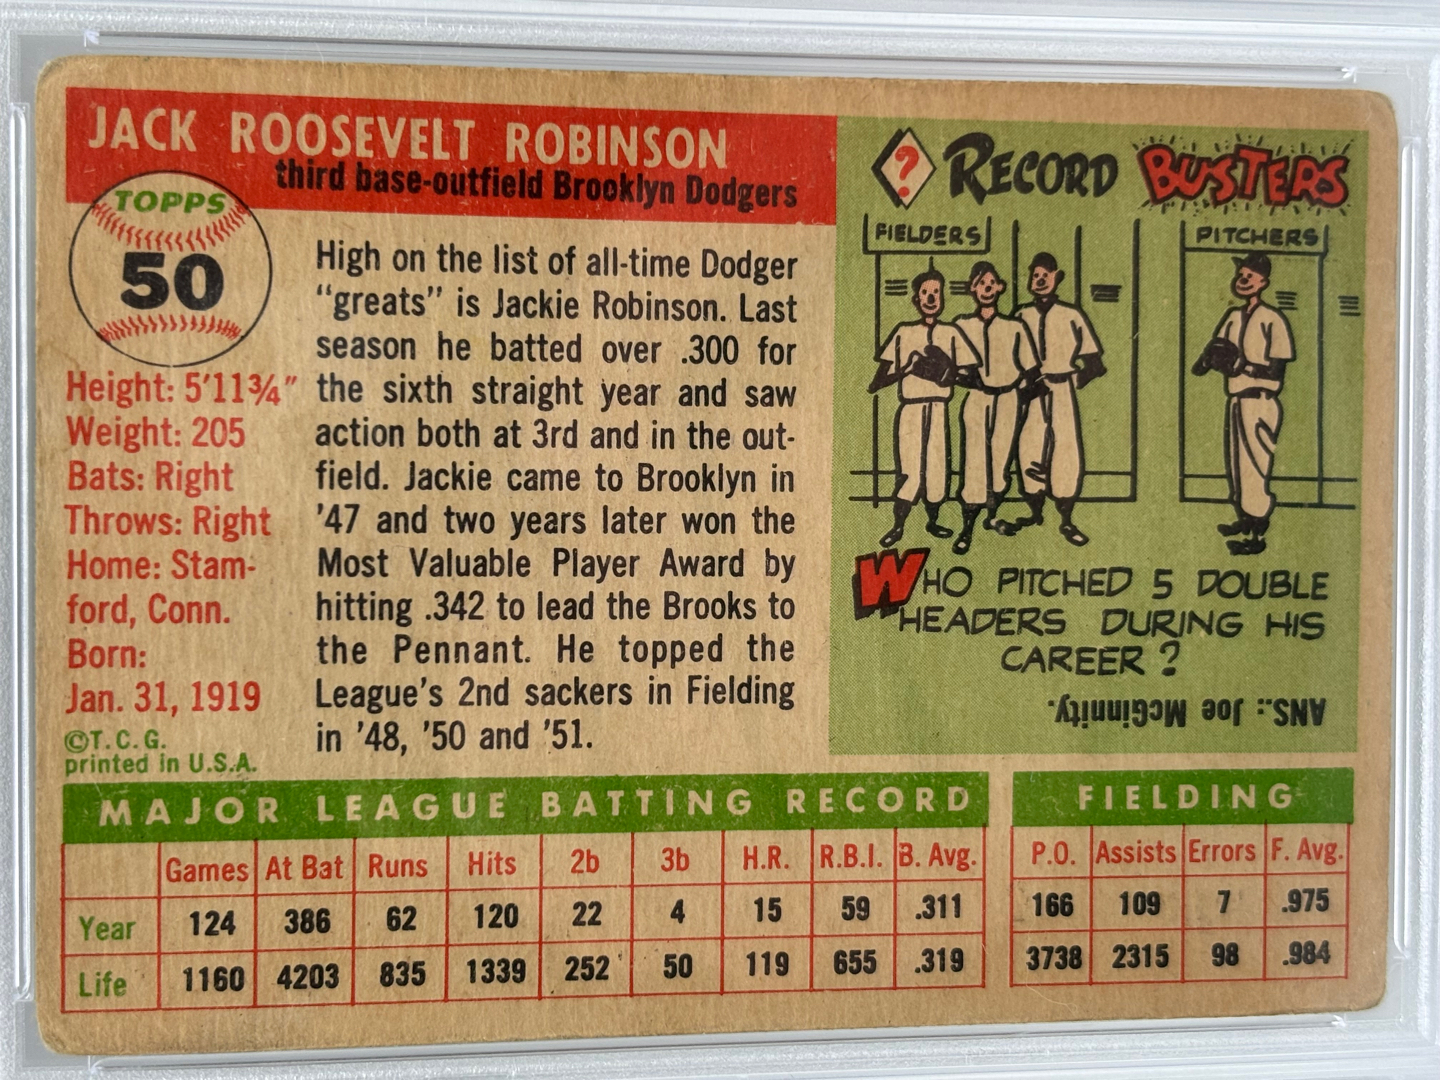 JACK ROOSEVELT ROBINSON
third base-outfield Brooklyn Dodgers
TOPPS
50
Height: 5'11¾"
Weight: 205
Bats: Right
Throws: Right
Home: Stam-
ford, Conn.
Born:
Jan. 31, 1919
©T.C.G.
printed in U.S.A.
High on the list of all-time Dodger
“greats” is Jackie Robinson. Last
season he batted over .300 for
the sixth straight year and saw
action both at 3rd and in the out-
field. Jackie came to Brooklyn in
'47 and two years later won the
Most Valuable Player Award by
hitting .342 to lead the Brooks to
the Pennant. He topped the
League's 2nd sackers in Fielding
in '48, '50 and '51.
? RECORD BUSTERS
FIELDERS
PITCHERS
WHO PITCHED 5 DOUBLE
HEADERS DURING HIS
CAREER?
ANS.: Joe McGinnity.
MAJOR LEAGUE BATTING RECORD
Games At Bat Runs Hits 2b 3b H.R. R.B.I. B. Avg.
Year 124 386 62 120 22 4 15 59 .311
Life 1160 4203 835 1339 252 50 119 655 .319
FIELDING
P.O. Assists Errors F. Avg.
166 109 7 .975
3738 2315 98 .984